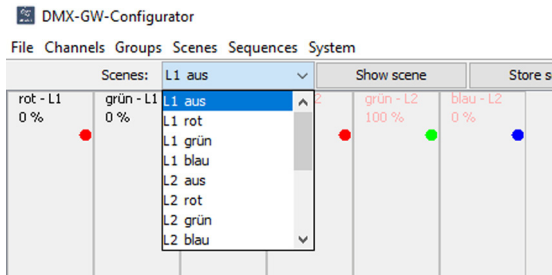 DMX-GW-Configurator
File Channels Groups Scenes Sequences System
Scenes: L1 aus Show scene Store s
rot - L1 grün - L1 2 grün - L2 blau - L2
0 % 0 % 100 % 0 %
L1 aus
L1 rot
L1 grün
L1 blau
L2 aus
L2 rot
L2 grün
L2 blau